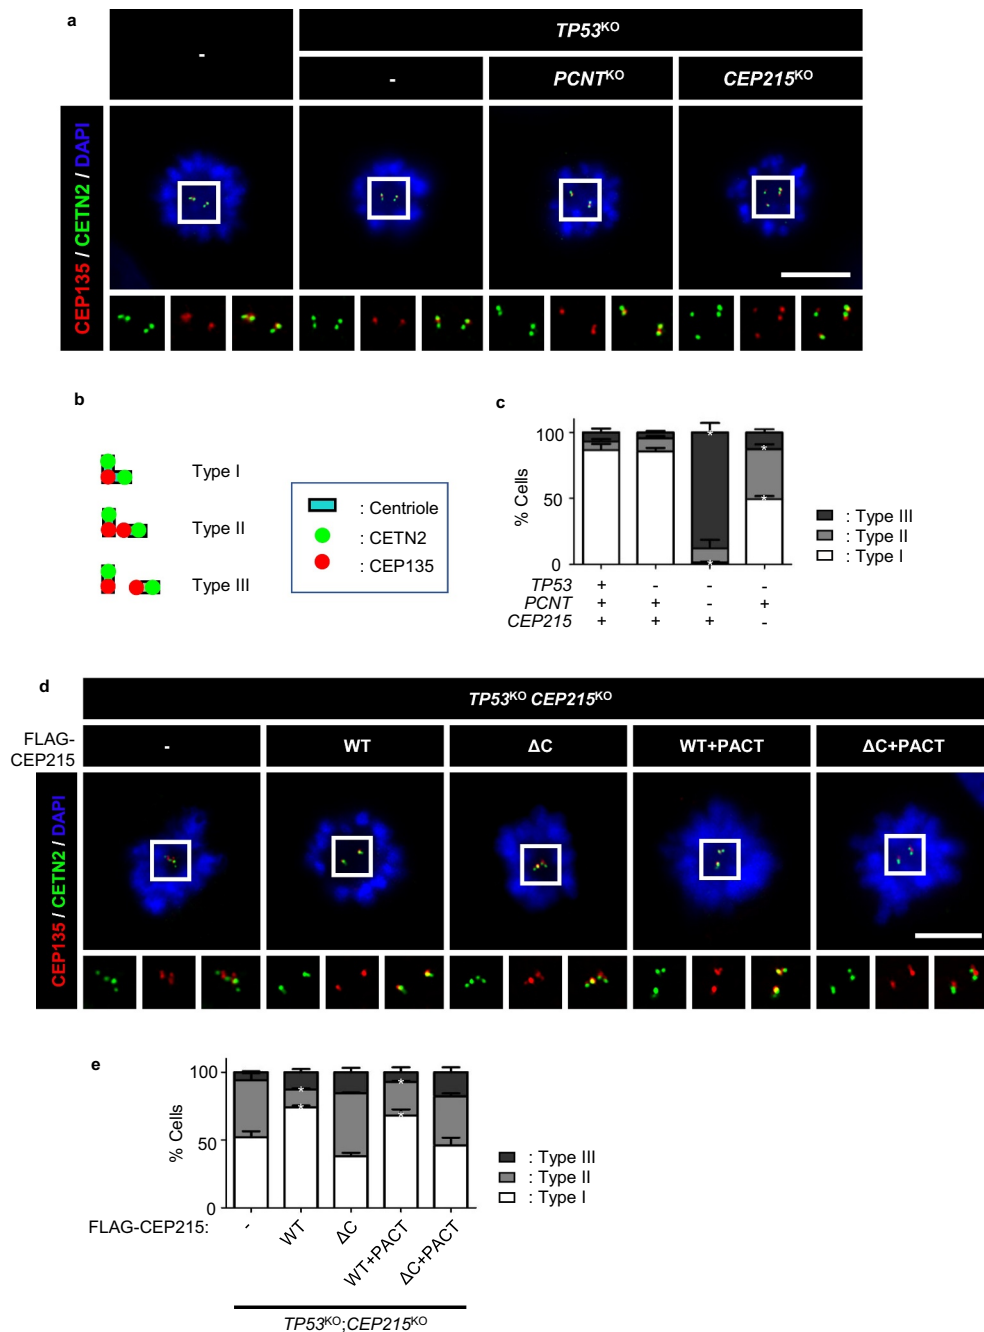 a
-
TP53KO
-
PCNTKO
CEP215KO
CEP135 / CETN2 / DAPI
b
Type I
Type II
Type III
: Centriole
: CETN2
: CEP135
c
100
50
0
% Cells
: Type III
: Type II
: Type I
TP53 + - - -
PCNT + + - +
CEP215 + + + -
d
TP53KO CEP215KO
FLAG-
CEP215
-
WT
ΔC
WT+PACT
ΔC+PACT
CEP135 / CETN2 / DAPI
e
100
50
0
% Cells
: Type III
: Type II
: Type I
FLAG-CEP215:
-
WT
ΔC
WT+PACT
ΔC+PACT
TP53KO;CEP215KO